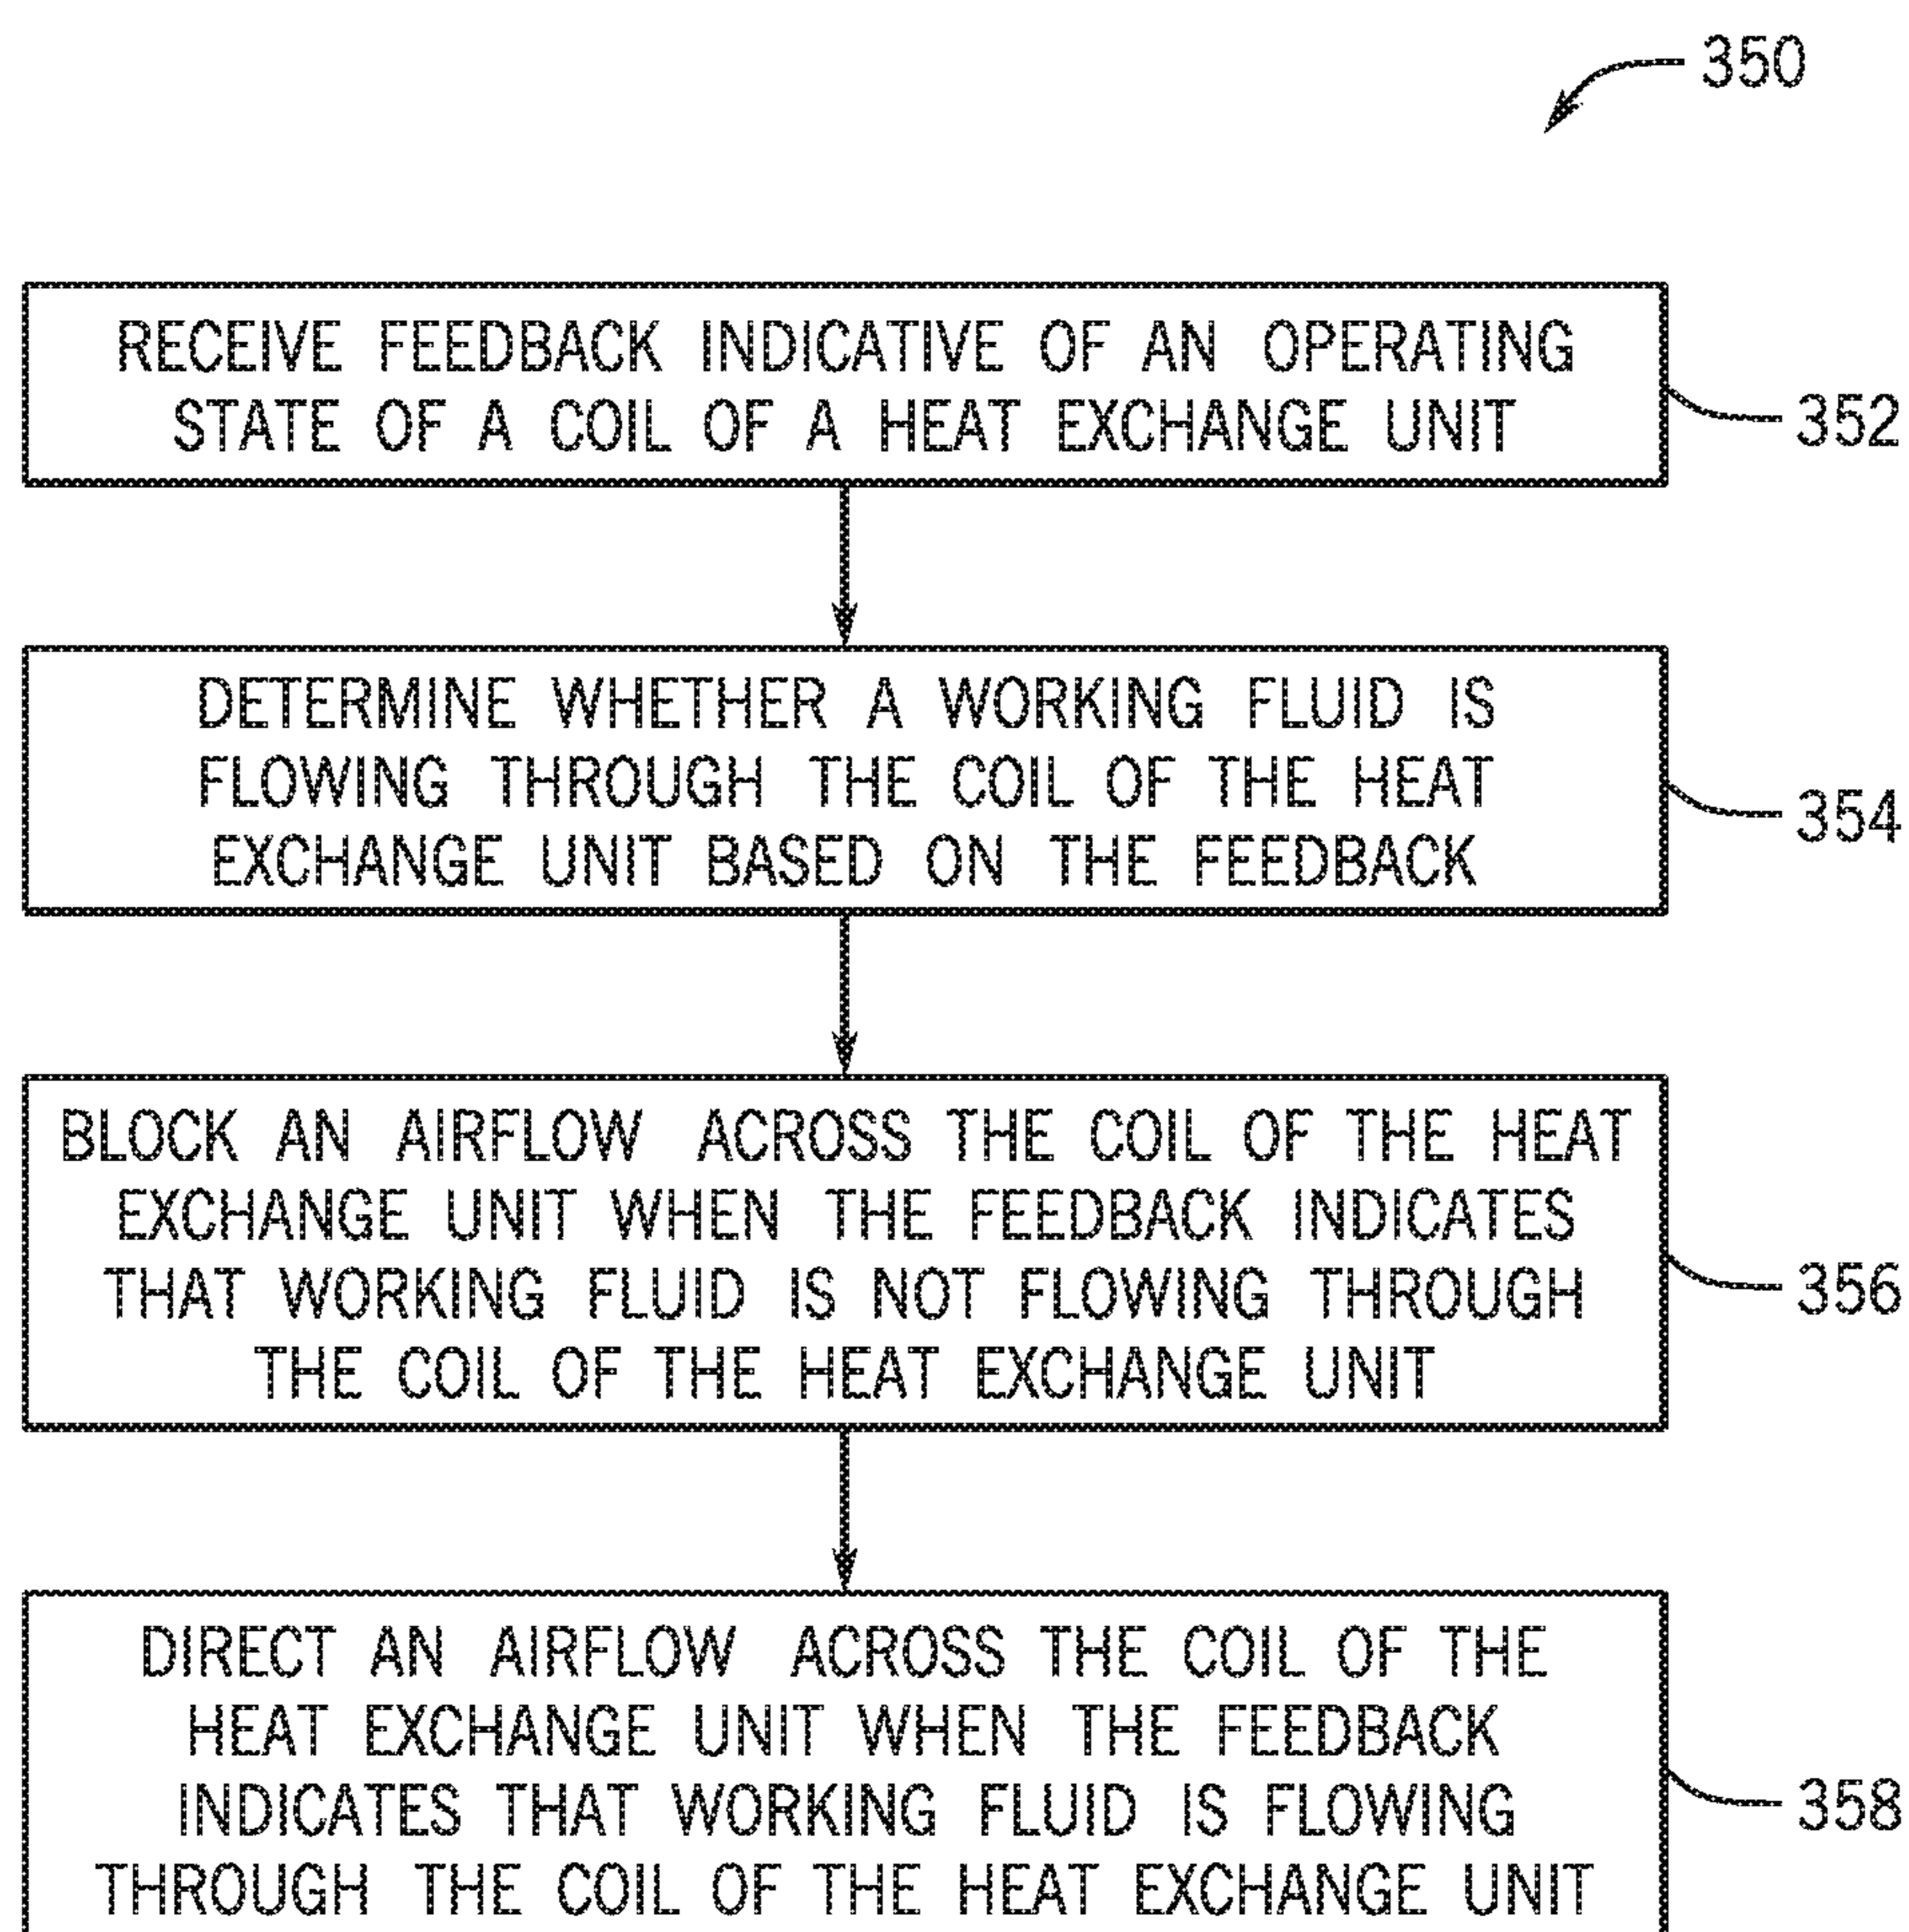 350
RECEIVE FEEDBACK INDICATIVE OF AN OPERATING
STATE OF A COIL OF A HEAT EXCHANGE UNIT
352
DETERMINE WHETHER A WORKING FLUID IS
FLOWING THROUGH THE COIL OF THE HEAT
EXCHANGE UNIT BASED ON THE FEEDBACK
354
BLOCK AN AIRFLOW ACROSS THE COIL OF THE HEAT
EXCHANGE UNIT WHEN THE FEEDBACK INDICATES
THAT WORKING FLUID IS NOT FLOWING THROUGH
THE COIL OF THE HEAT EXCHANGE UNIT
356
DIRECT AN AIRFLOW ACROSS THE COIL OF THE
HEAT EXCHANGE UNIT WHEN THE FEEDBACK
INDICATES THAT WORKING FLUID IS FLOWING
THROUGH THE COIL OF THE HEAT EXCHANGE UNIT
358